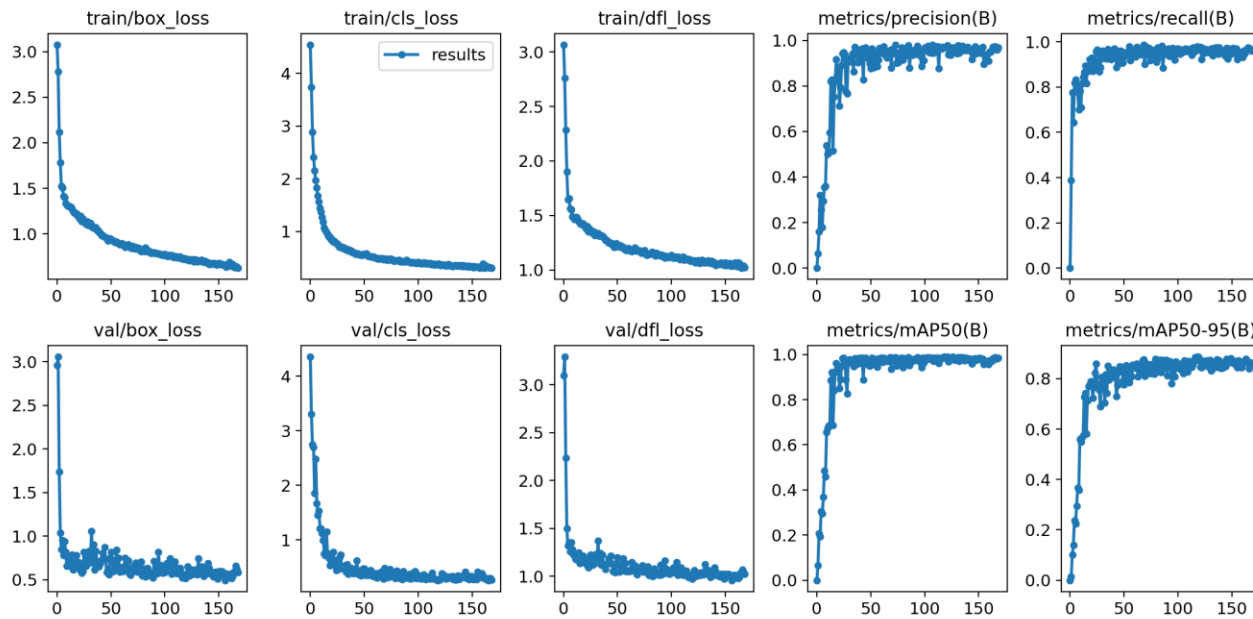 train/box_loss
train/cls_loss
train/dfl_loss
metrics/precision(B)
metrics/recall(B)
3.0
2.5
2.0
1.5
1.0
0 50 100 150
results
4
3
2
1
0 50 100 150
3.0
2.5
2.0
1.5
1.0
0 50 100 150
1.0
0.8
0.6
0.4
0.2
0.0
0 50 100 150
1.0
0.8
0.6
0.4
0.2
0.0
0 50 100 150
val/box_loss
val/cls_loss
val/dfl_loss
metrics/mAP50(B)
metrics/mAP50-95(B)
3.0
2.5
2.0
1.5
1.0
0.5
0 50 100 150
4
3
2
1
0 50 100 150
3.0
2.5
2.0
1.5
1.0
0 50 100 150
1.0
0.8
0.6
0.4
0.2
0.0
0 50 100 150
0.8
0.6
0.4
0.2
0.0
0 50 100 150